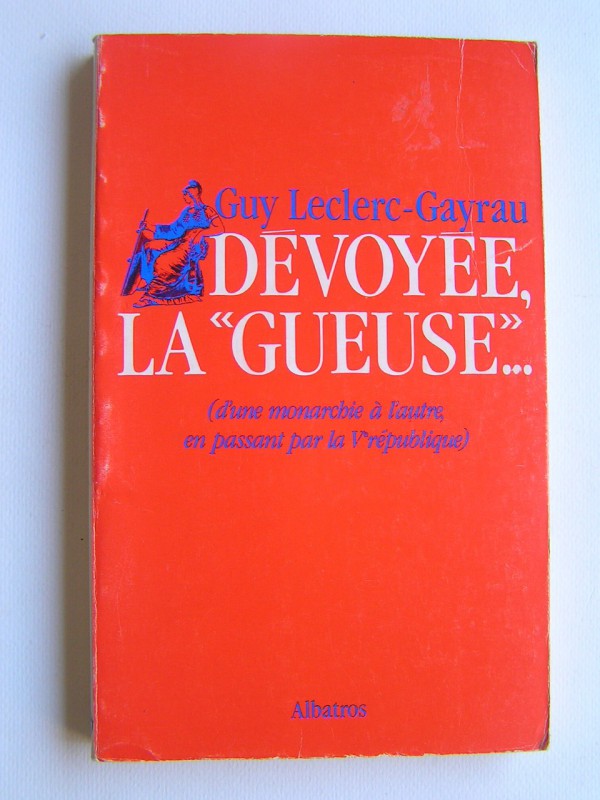 Guy Leclerc-Gayrau
DÉVOYÉE,
LA “GUEUSE”...
(d'une monarchie à l'autre,
en passant par la Ve république)
Albatros